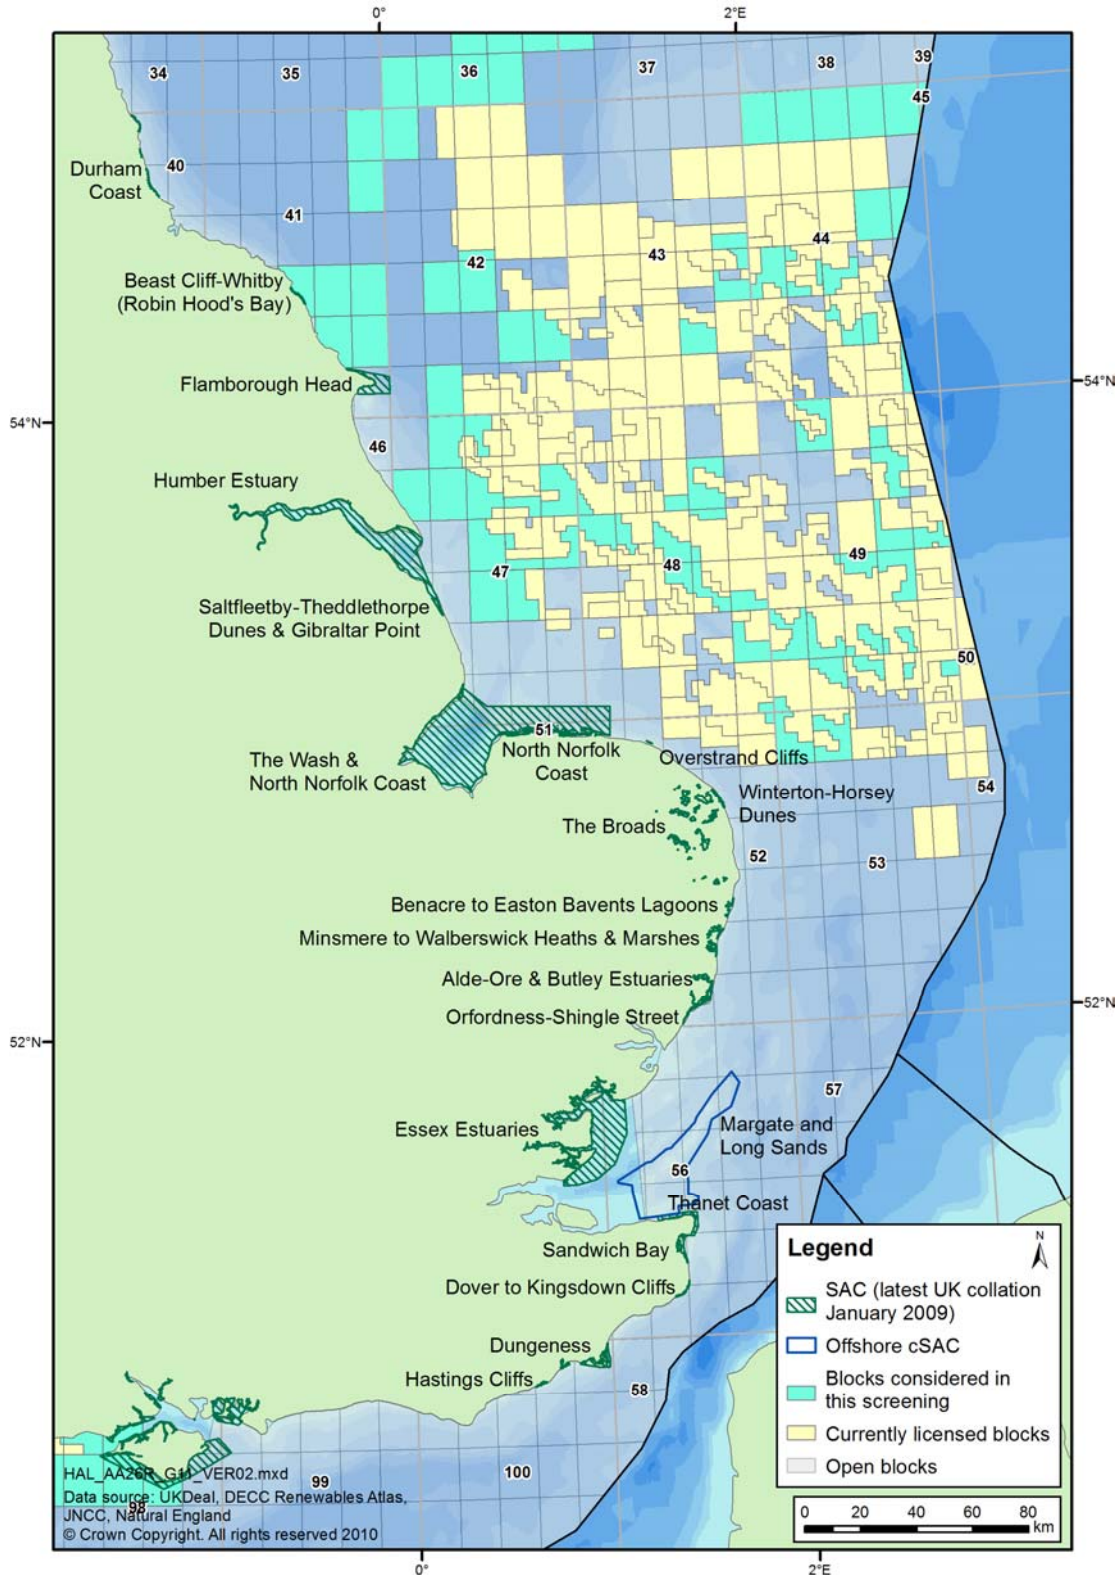 0°
2°E
34
35
36
37
38
39
45
Durham
Coast
40
41
42
43
44
Beast Cliff-Whitby
(Robin Hood's Bay)
Flamborough Head
54°N
54°N
46
Humber Estuary
47
48
49
Saltfleetby-Theddlethorpe
Dunes & Gibraltar Point
50
51
The Wash &
North Norfolk Coast
North Norfolk
Coast
Overstrand Cliffs
54
Winterton-Horsey
Dunes
The Broads
52
53
Benacre to Easton Bavents Lagoons
Minsmere to Walberswick Heaths & Marshes
Alde-Ore & Butley Estuaries
Orfordness-Shingle Street
52°N
52°N
57
Essex Estuaries
Margate and
Long Sands
56
Thanet Coast
Sandwich Bay
Dover to Kingsdown Cliffs
Dungeness
Hastings Cliffs
58
99
100
98
HAL_AA26R_G11_VER02.mxd
Data source: UKDeal, DECC Renewables Atlas,
JNCC, Natural England
© Crown Copyright. All rights reserved 2010
Legend
N
SAC (latest UK collation
January 2009)
Offshore cSAC
Blocks considered in
this screening
Currently licensed blocks
Open blocks
0 20 40 60 80
km
0°
2°E